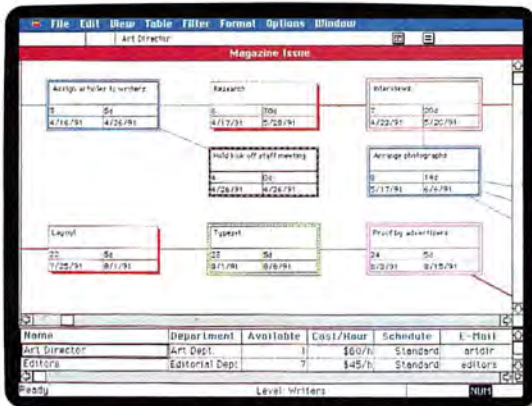 File Edit View Table Filter Format Options Window
Art Director
Magazine Issue
Assign articles to writers Research Interviews
3 5d 6 30d 7 20d
4/16/91 4/26/91 4/17/91 5/28/91 4/22/91 5/20/91
Hold kick off staff meeting Arrange photographs
4 0d 8 14d
4/26/91 4/26/91 5/17/91 6/6/91
Layout Typeset Proof by advertisers
22 5d 23 5d 24 5d
7/25/91 8/1/91 8/1/91 8/8/91 8/15/91
Name Department Available Cost/Hour Schedule E-Mail
Art Director Art Dept. 1 $60/h Standard artdir
Editors Editorial Dept 7 $45/h Standard editors
Ready Level: Writers NUM